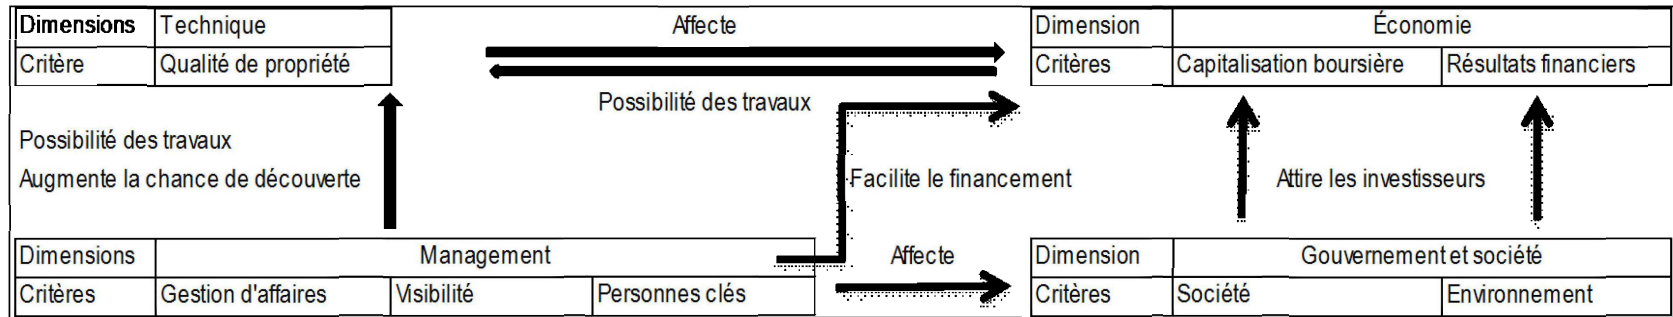 Dimensions Technique Affecte Dimension Économie
Critère Qualité de propriété Critères Capitalisation boursière Résultats financiers
Possibilité des travaux
Possibilité des travaux
Augmente la chance de découverte Facilite le financement Attire les investisseurs
Dimensions Management Affecte Dimension Gouvernement et société
Critères Gestion d'affaires Visibilité Personnes clés Critères Société Environnement